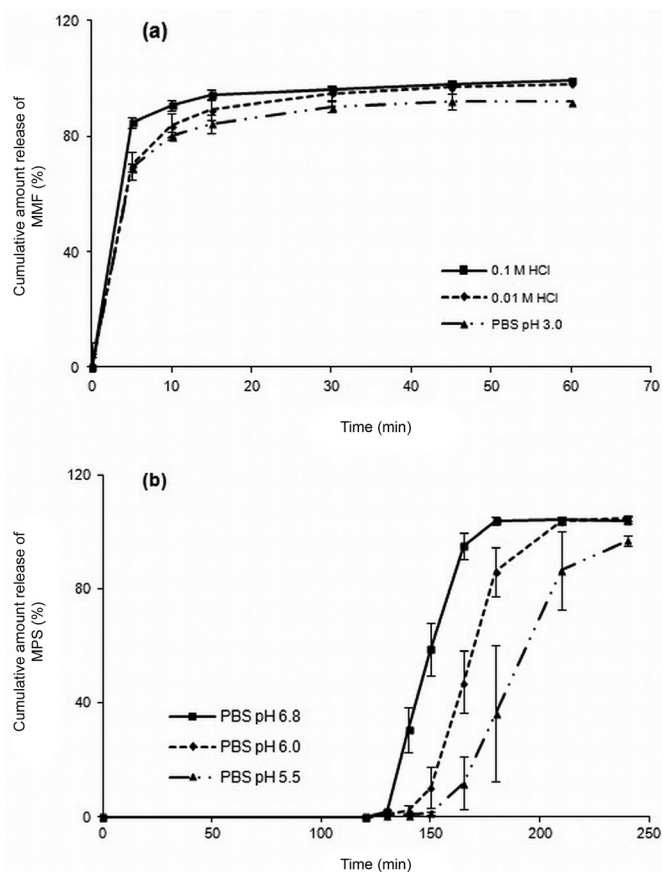 (a)
120
80
40
0
Cumulative amount release of
MMF (%)
0.1 M HCl
0.01 M HCl
PBS pH 3.0
0 10 20 30 40 50 60 70
Time (min)
(b)
120
80
40
0
Cumulative amount release of
MPS (%)
PBS pH 6.8
PBS pH 6.0
PBS pH 5.5
0 50 100 150 200 250
Time (min)